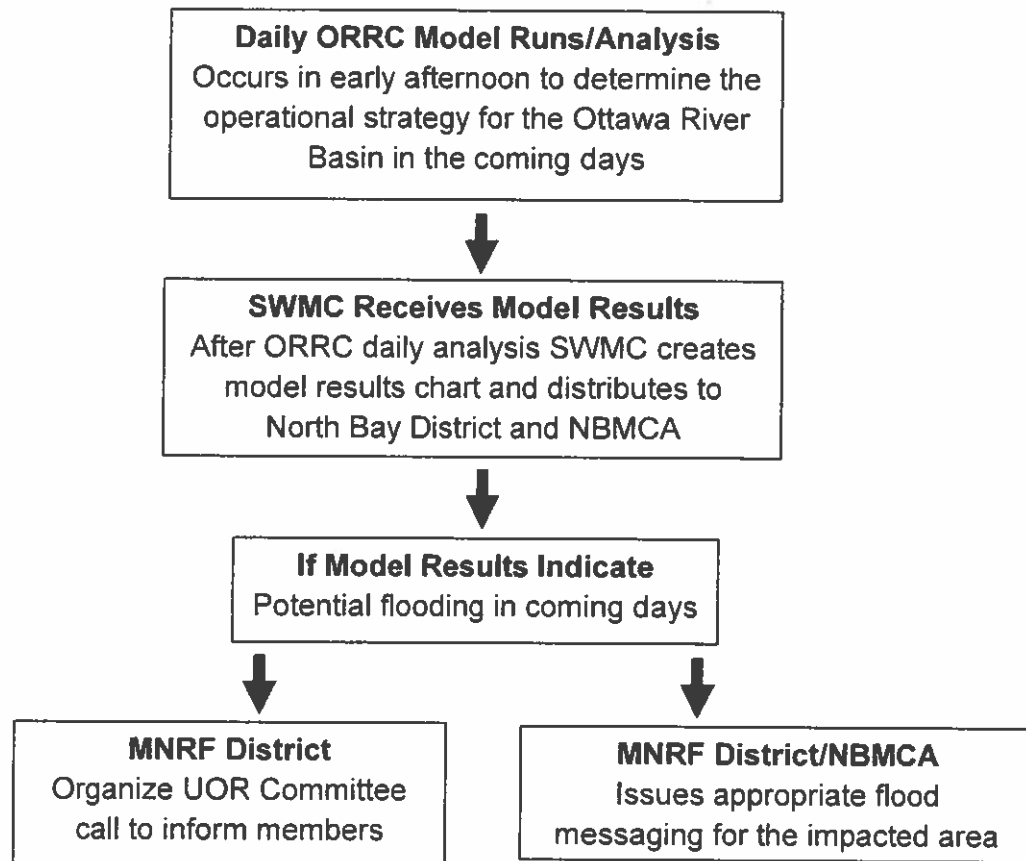 Daily ORRC Model Runs/Analysis
Occurs in early afternoon to determine the
operational strategy for the Ottawa River
Basin in the coming days
SWMC Receives Model Results
After ORRC daily analysis SWMC creates
model results chart and distributes to
North Bay District and NBMCA
If Model Results Indicate
Potential flooding in coming days
MNRF District
Organize UOR Committee
call to inform members
MNRF District/NBMCA
Issues appropriate flood
messaging for the impacted area